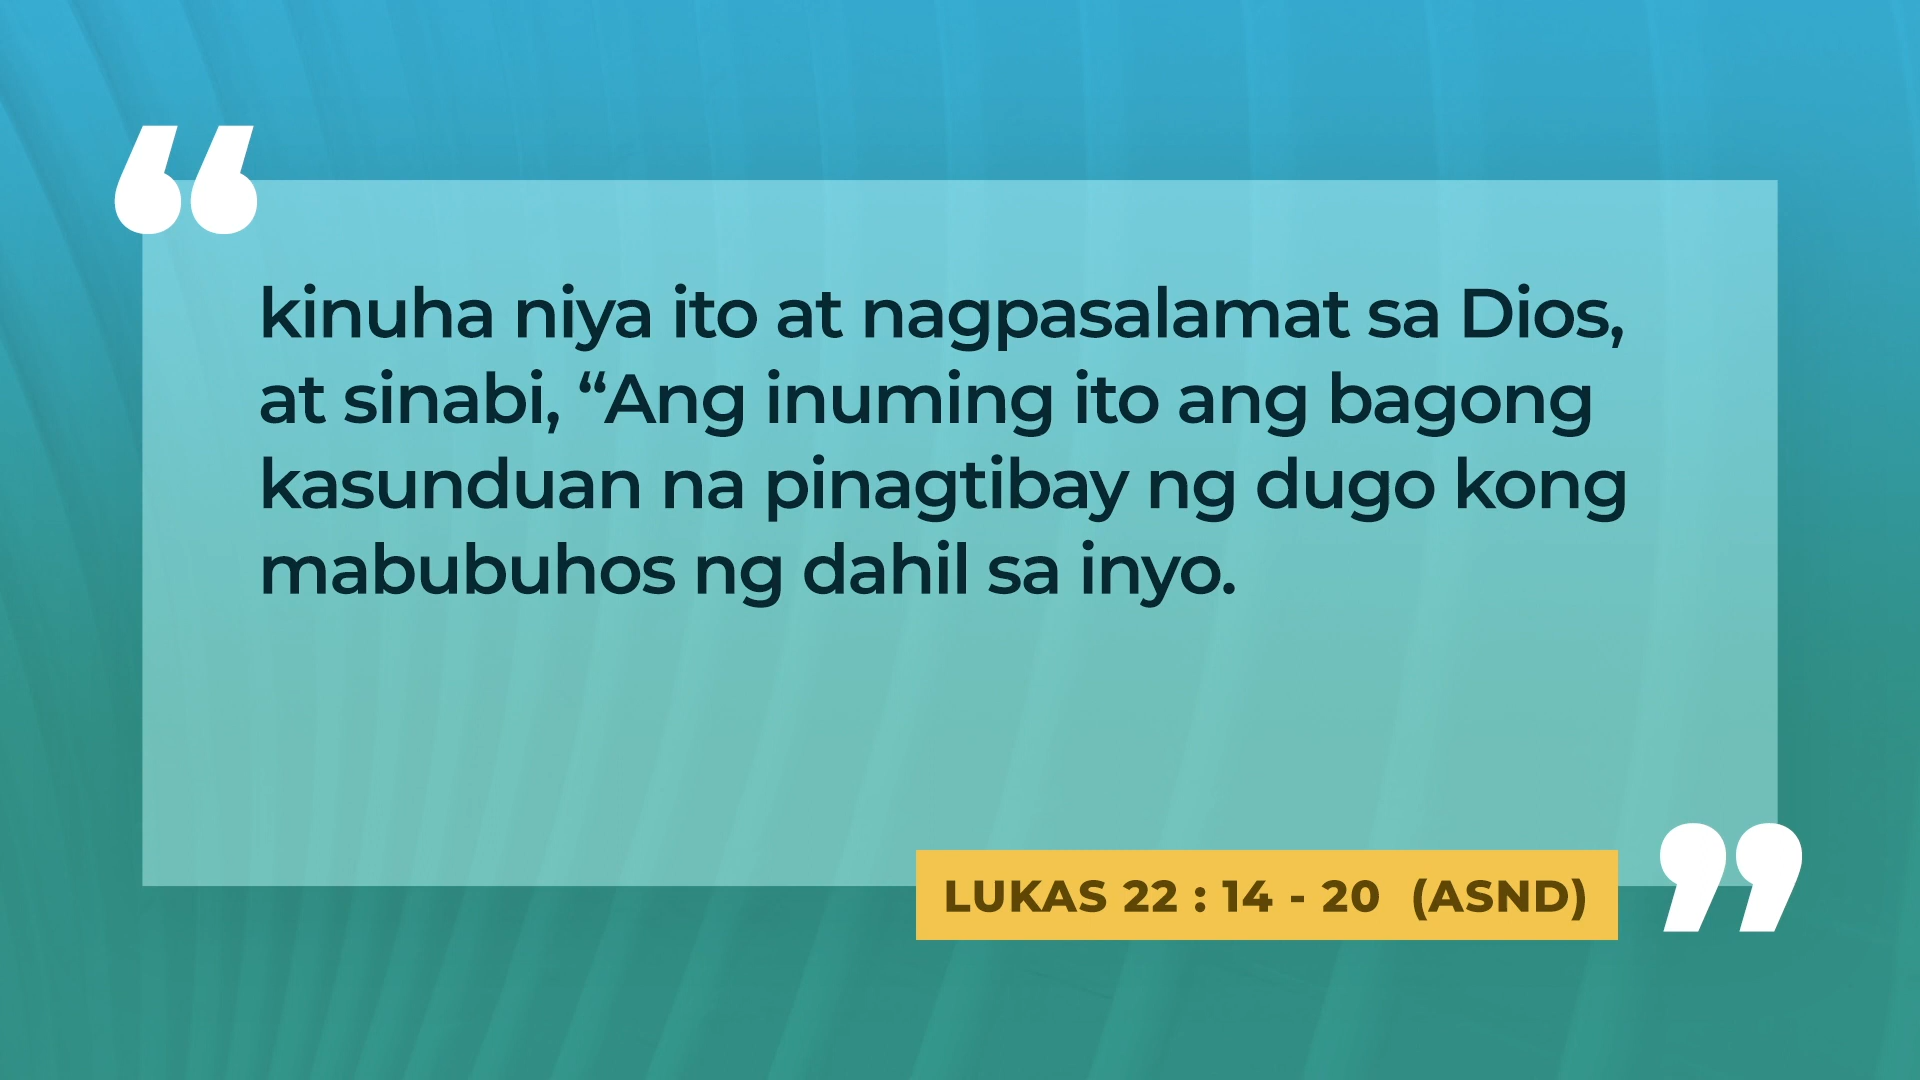 “
kinuha niya ito at nagpasalamat sa Dios,
at sinabi, “Ang inuming ito ang bagong
kasunduan na pinagtibay ng dugo kong
mabubuhos ng dahil sa inyo.
LUKAS 22 : 14 - 20 (ASND)
”